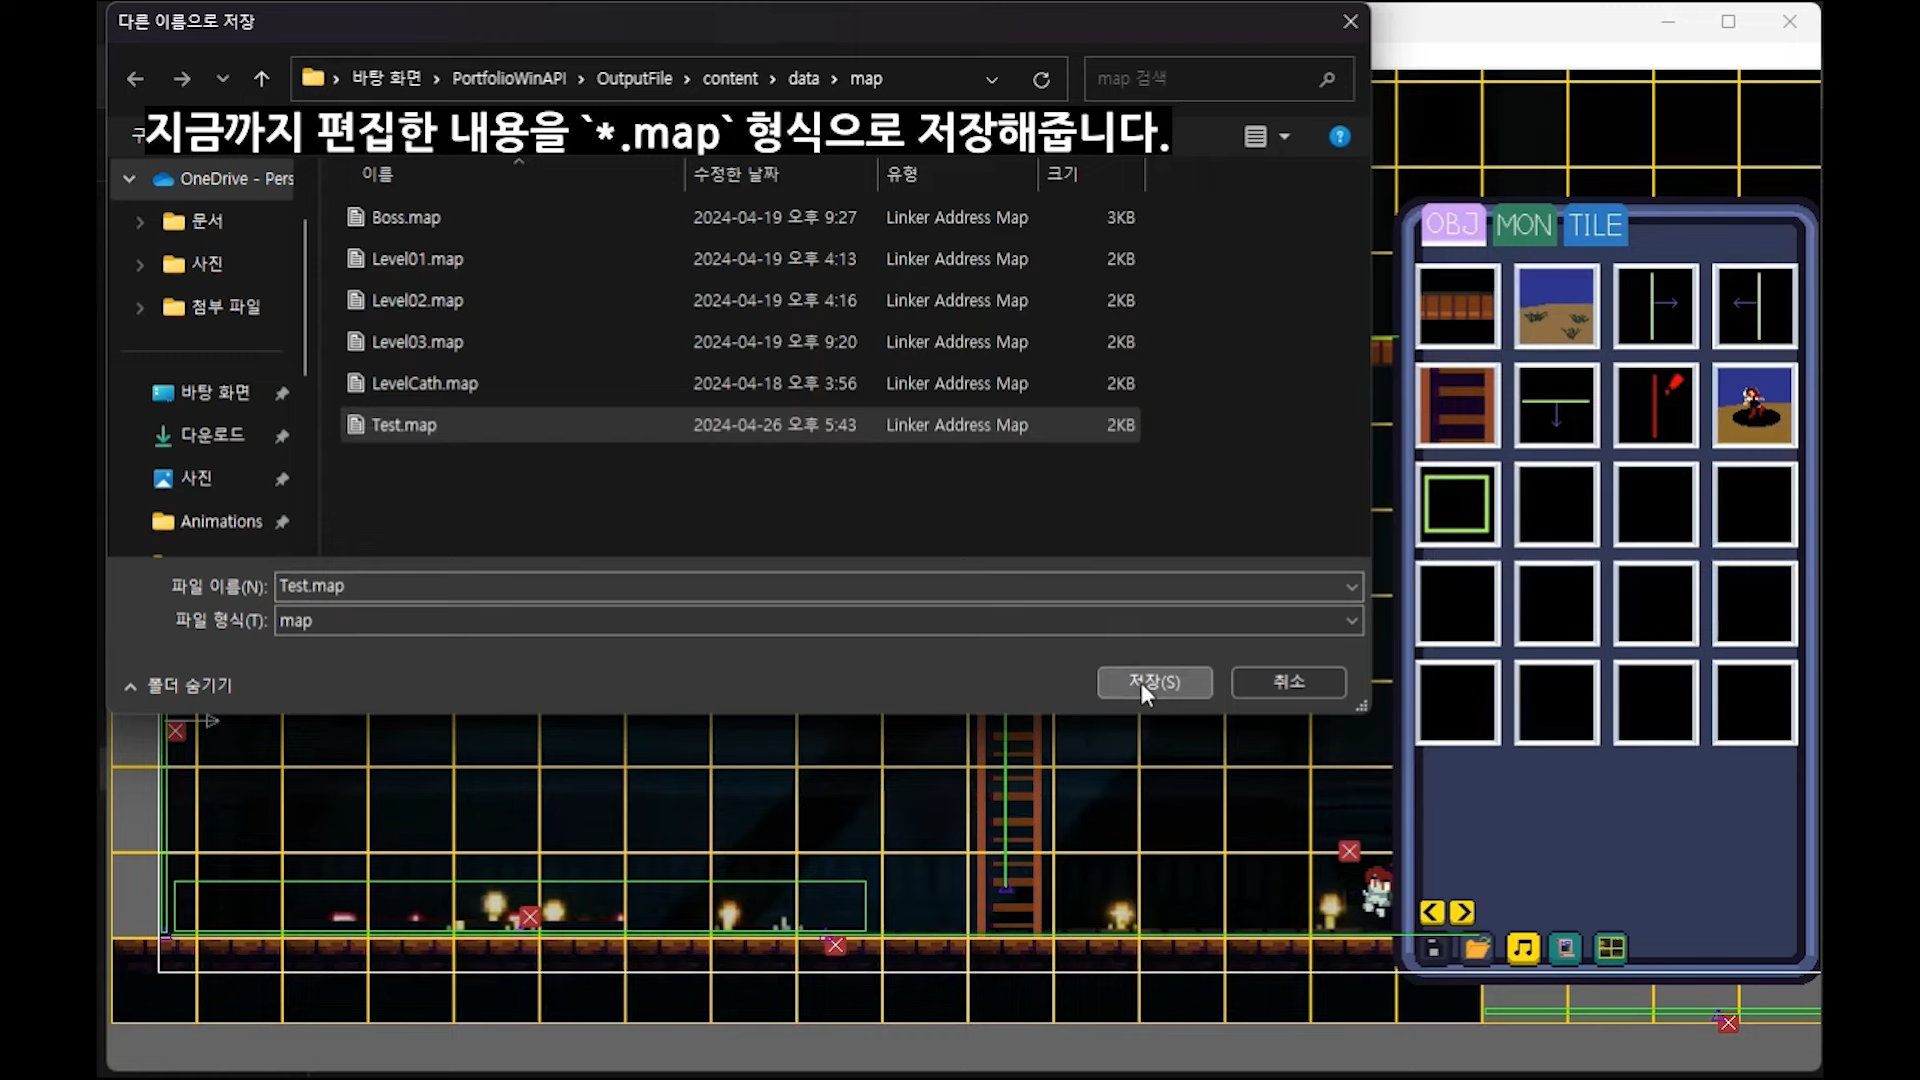 다른 이름으로 저장
바탕 화면 › PortfolioWinAPI › OutputFile › content › data › map
map 검색
지금까지 편집한 내용을 `*.map` 형식으로 저장해줍니다.
OneDrive - Pers
문서
사진
첨부 파일
바탕 화면
다운로드
사진
Animations
이름 수정한 날짜 유형 크기
Boss.map 2024-04-19 오후 9:27 Linker Address Map 3KB
Level01.map 2024-04-19 오후 4:13 Linker Address Map 2KB
Level02.map 2024-04-19 오후 4:16 Linker Address Map 2KB
Level03.map 2024-04-19 오후 9:20 Linker Address Map 2KB
LevelCath.map 2024-04-18 오후 3:56 Linker Address Map 2KB
Test.map 2024-04-26 오후 5:43 Linker Address Map 2KB
파일 이름(N): Test.map
파일 형식(T): map
폴더 숨기기
저장(S) 취소
OBJ MON TILE